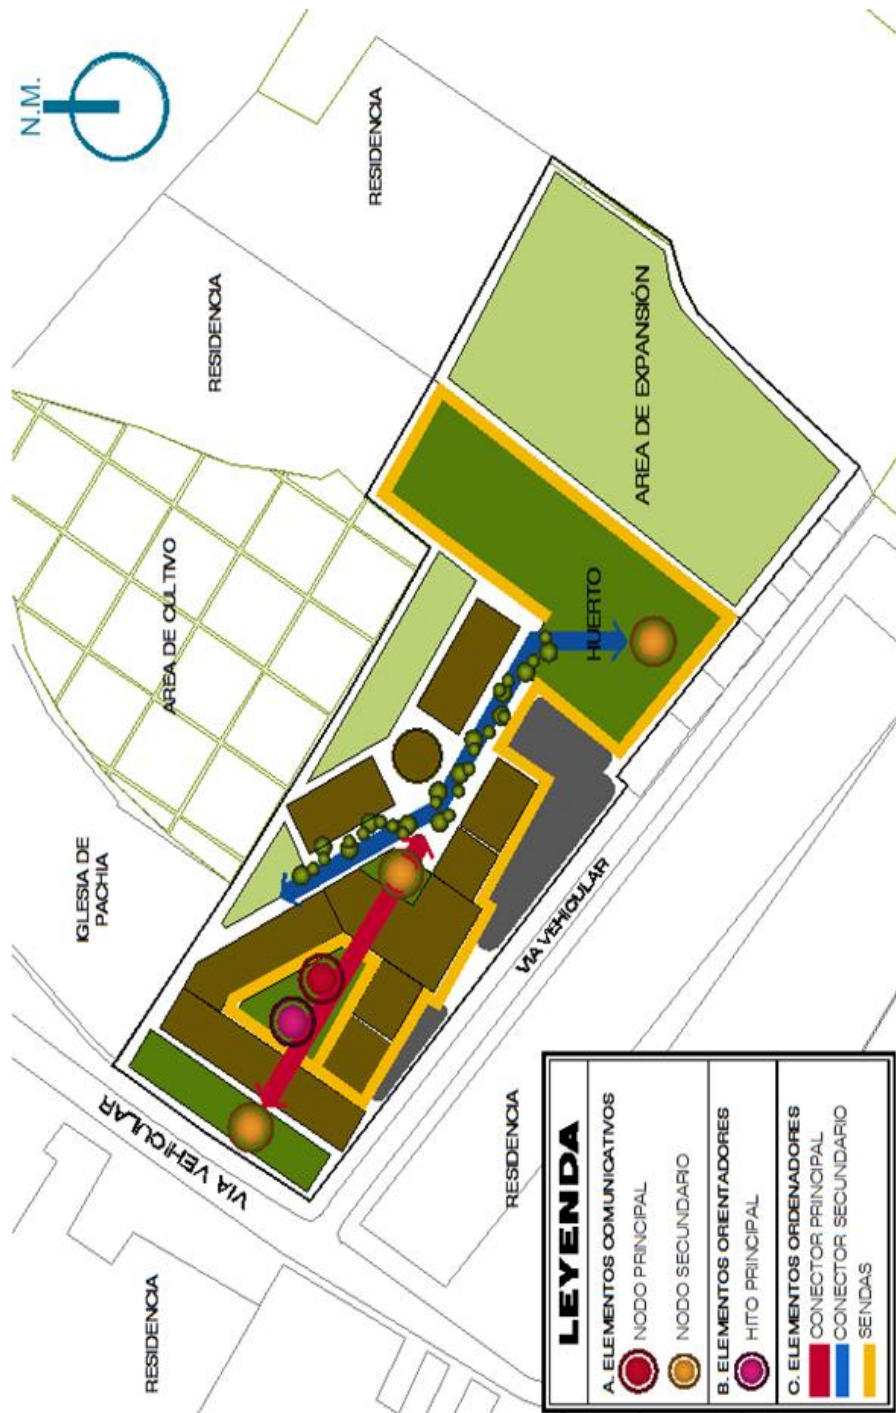 N.M.
RESIDENCIA
RESIDENCIA
AREA DE CULTIVO
IGLESIA DE
PACHIA
AREA DE EXPANSIÓN
HUERTO
VIA VEHICULAR
VIA VEHICULAR
RESIDENCIA
RESIDENCIA
LEYENDA
A. ELEMENTOS COMUNICATIVOS
NODO PRINCIPAL
NODO SECUNDARIO
B. ELEMENTOS ORIENTADORES
HITO PRINCIPAL
C. ELEMENTOS ORDENADORES
CONECTOR PRINCIPAL
CONECTOR SECUNDARIO
SENDAS